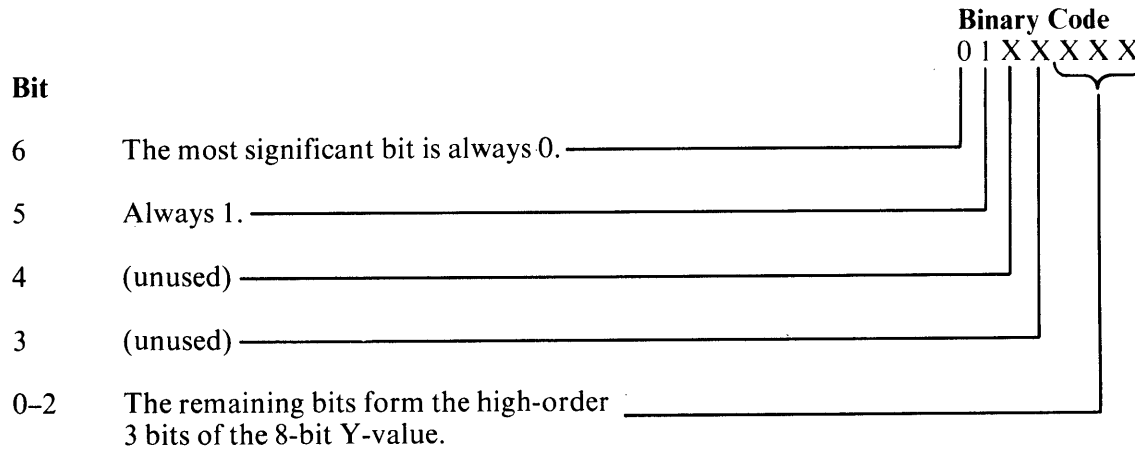 Binary Code
0 1 X X X X X
Bit
6 The most significant bit is always 0.
5 Always 1.
4 (unused)
3 (unused)
0–2 The remaining bits form the high-order
3 bits of the 8-bit Y-value.